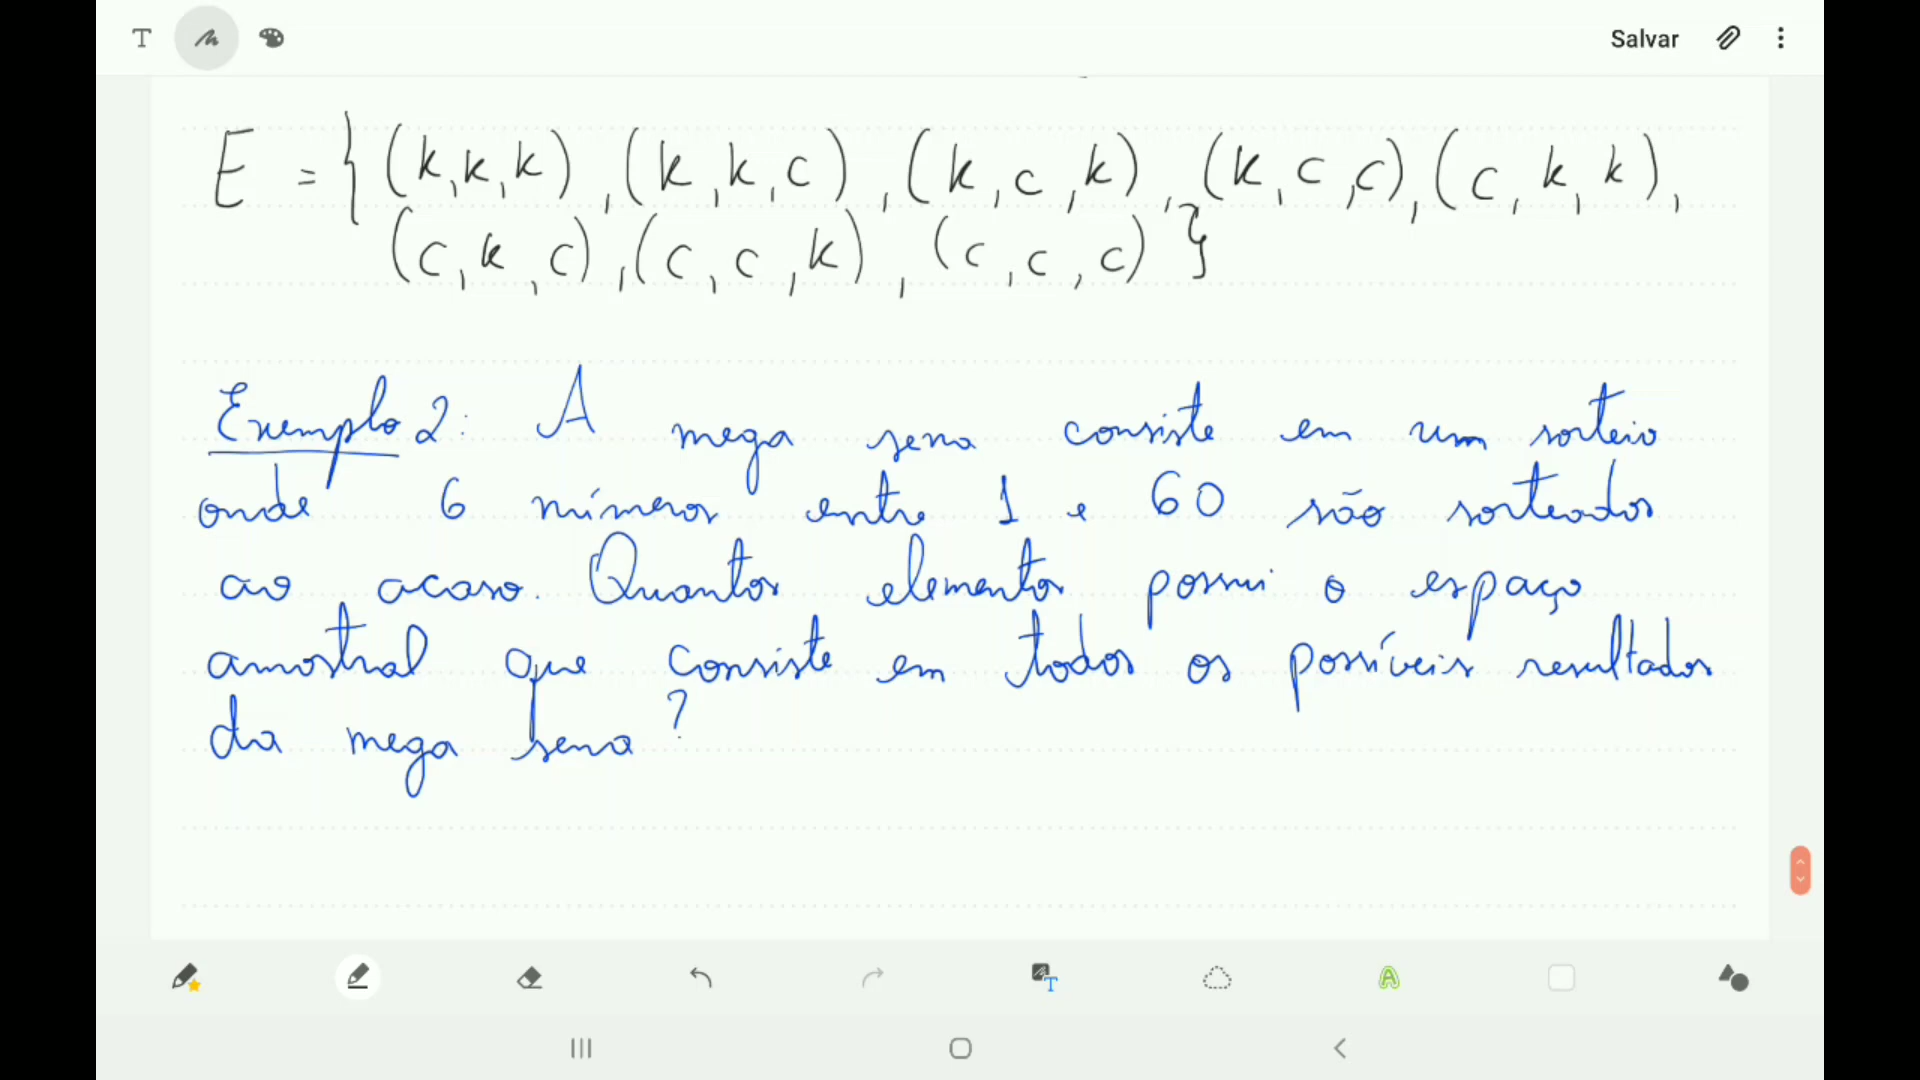 Salvar
E = {(k,k,k),(k,k,c),(k,c,k),(k,c,c),(c,k,k),
(c,k,c),(c,c,k),(c,c,c)}
Exemplo 2: A mega sena consiste em um sorteio
onde 6 números entre 1 e 60 são sorteados
ao acaso. Quantos elementos possui o espaço
amostral que consiste em todos os possíveis resultados
da mega sena?